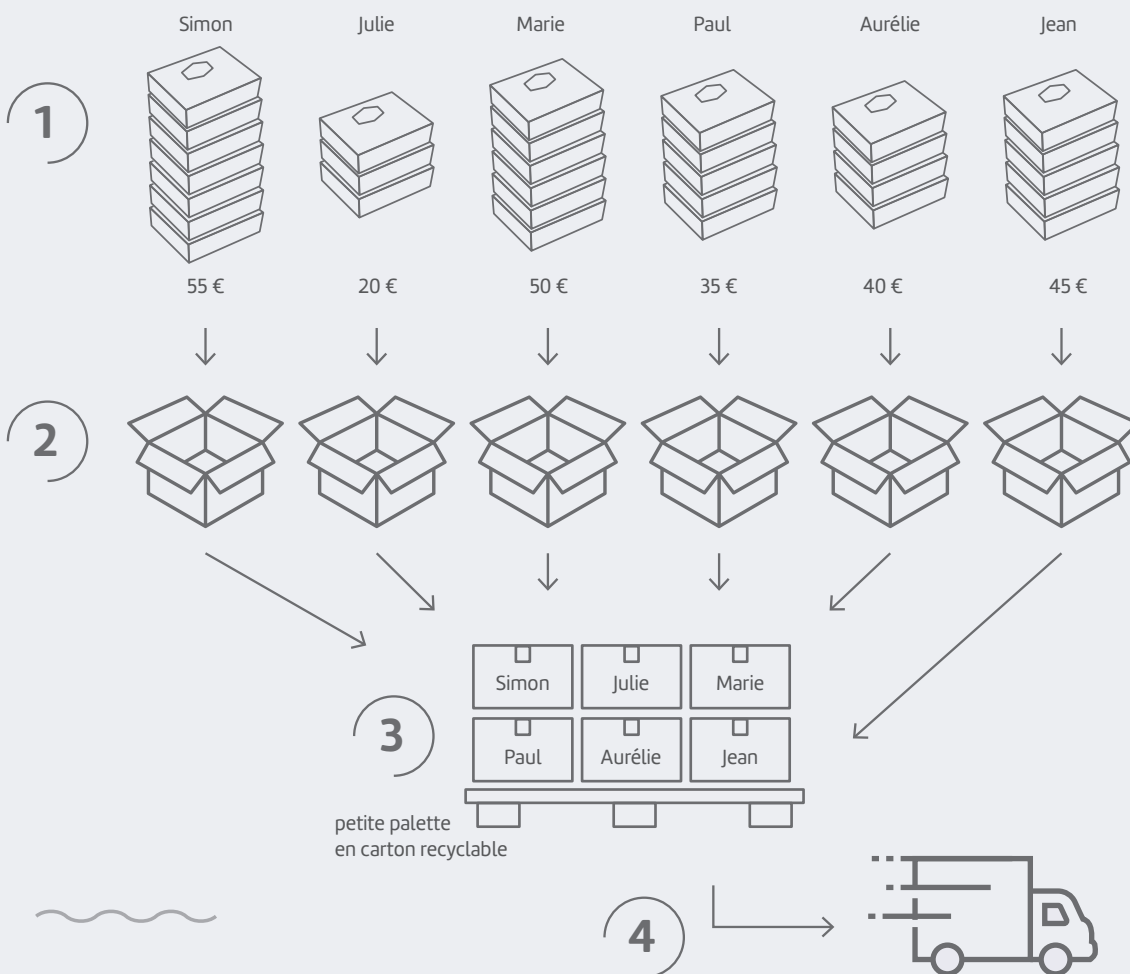 Simon Julie Marie Paul Aurélie Jean
1
55 € 20 € 50 € 35 € 40 € 45 €
2
Simon Julie Marie
3
Paul Aurélie Jean
petite palette
en carton recyclable
4